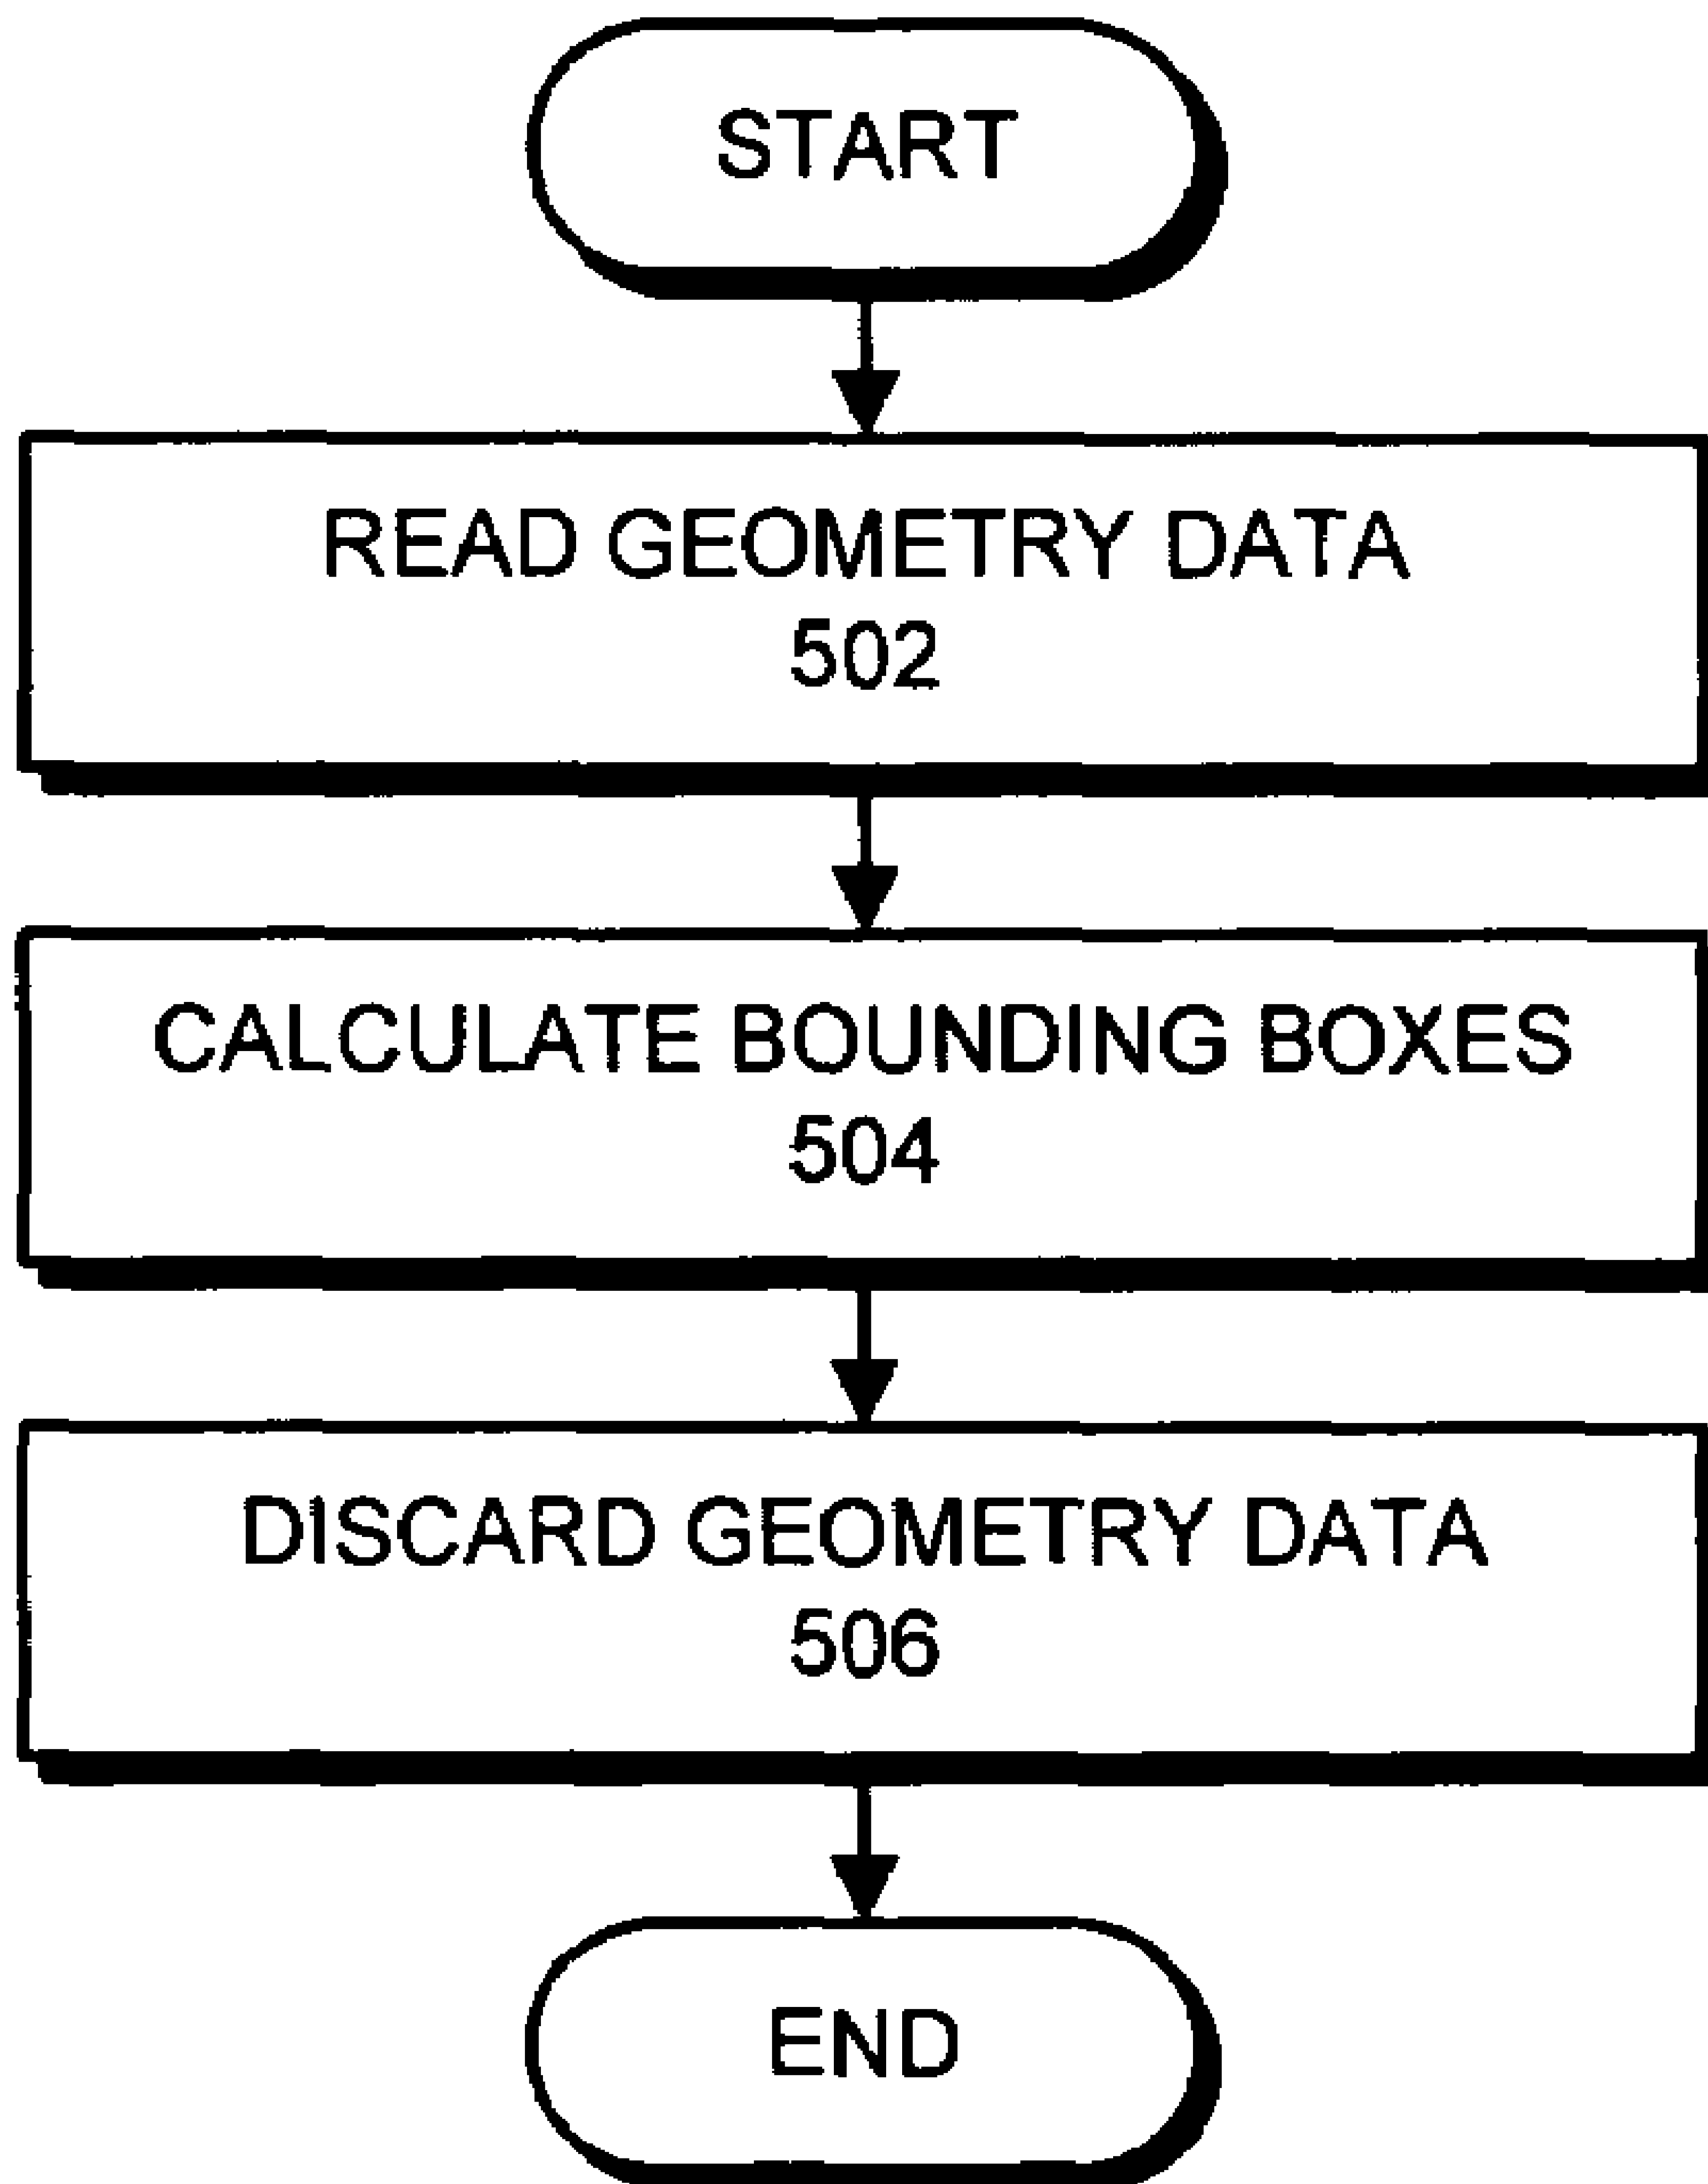 START
READ GEOMETRY DATA
502
CALCULATE BOUNDING BOXES
504
DISCARD GEOMETRY DATA
506
END